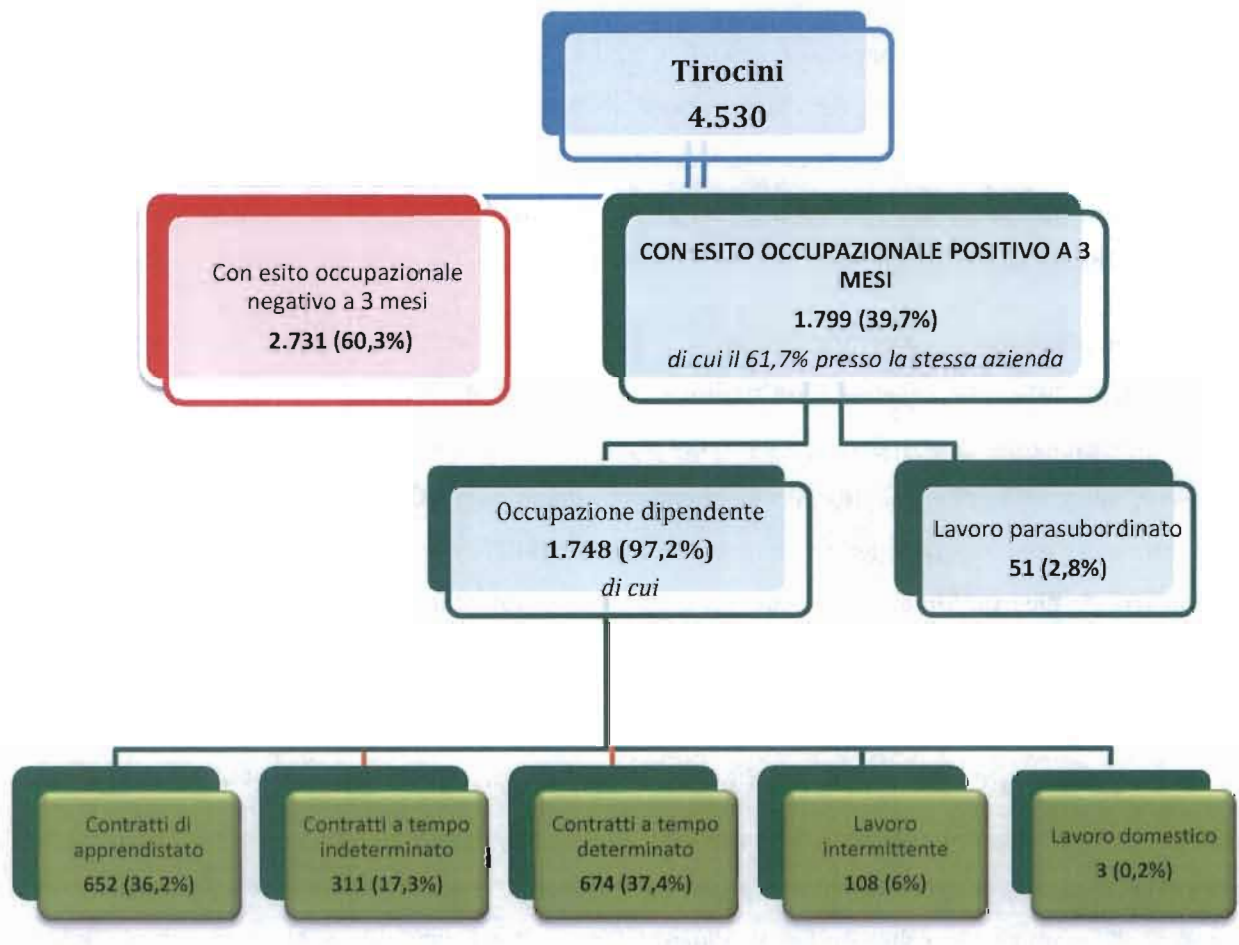 Tirocini
4.530
Con esito occupazionale
negativo a 3 mesi
2.731 (60,3%)
CON ESITO OCCUPAZIONALE POSITIVO A 3
MESI
1.799 (39,7%)
di cui il 61,7% presso la stessa azienda
Occupazione dipendente
1.748 (97,2%)
di cui
Lavoro parasubordinato
51 (2,8%)
Contratti di
apprendistato
652 (36,2%)
Contratti a tempo
indeterminato
311 (17,3%)
Contratti a tempo
determinato
674 (37,4%)
Lavoro
intermittente
108 (6%)
Lavoro domestico
3 (0,2%)